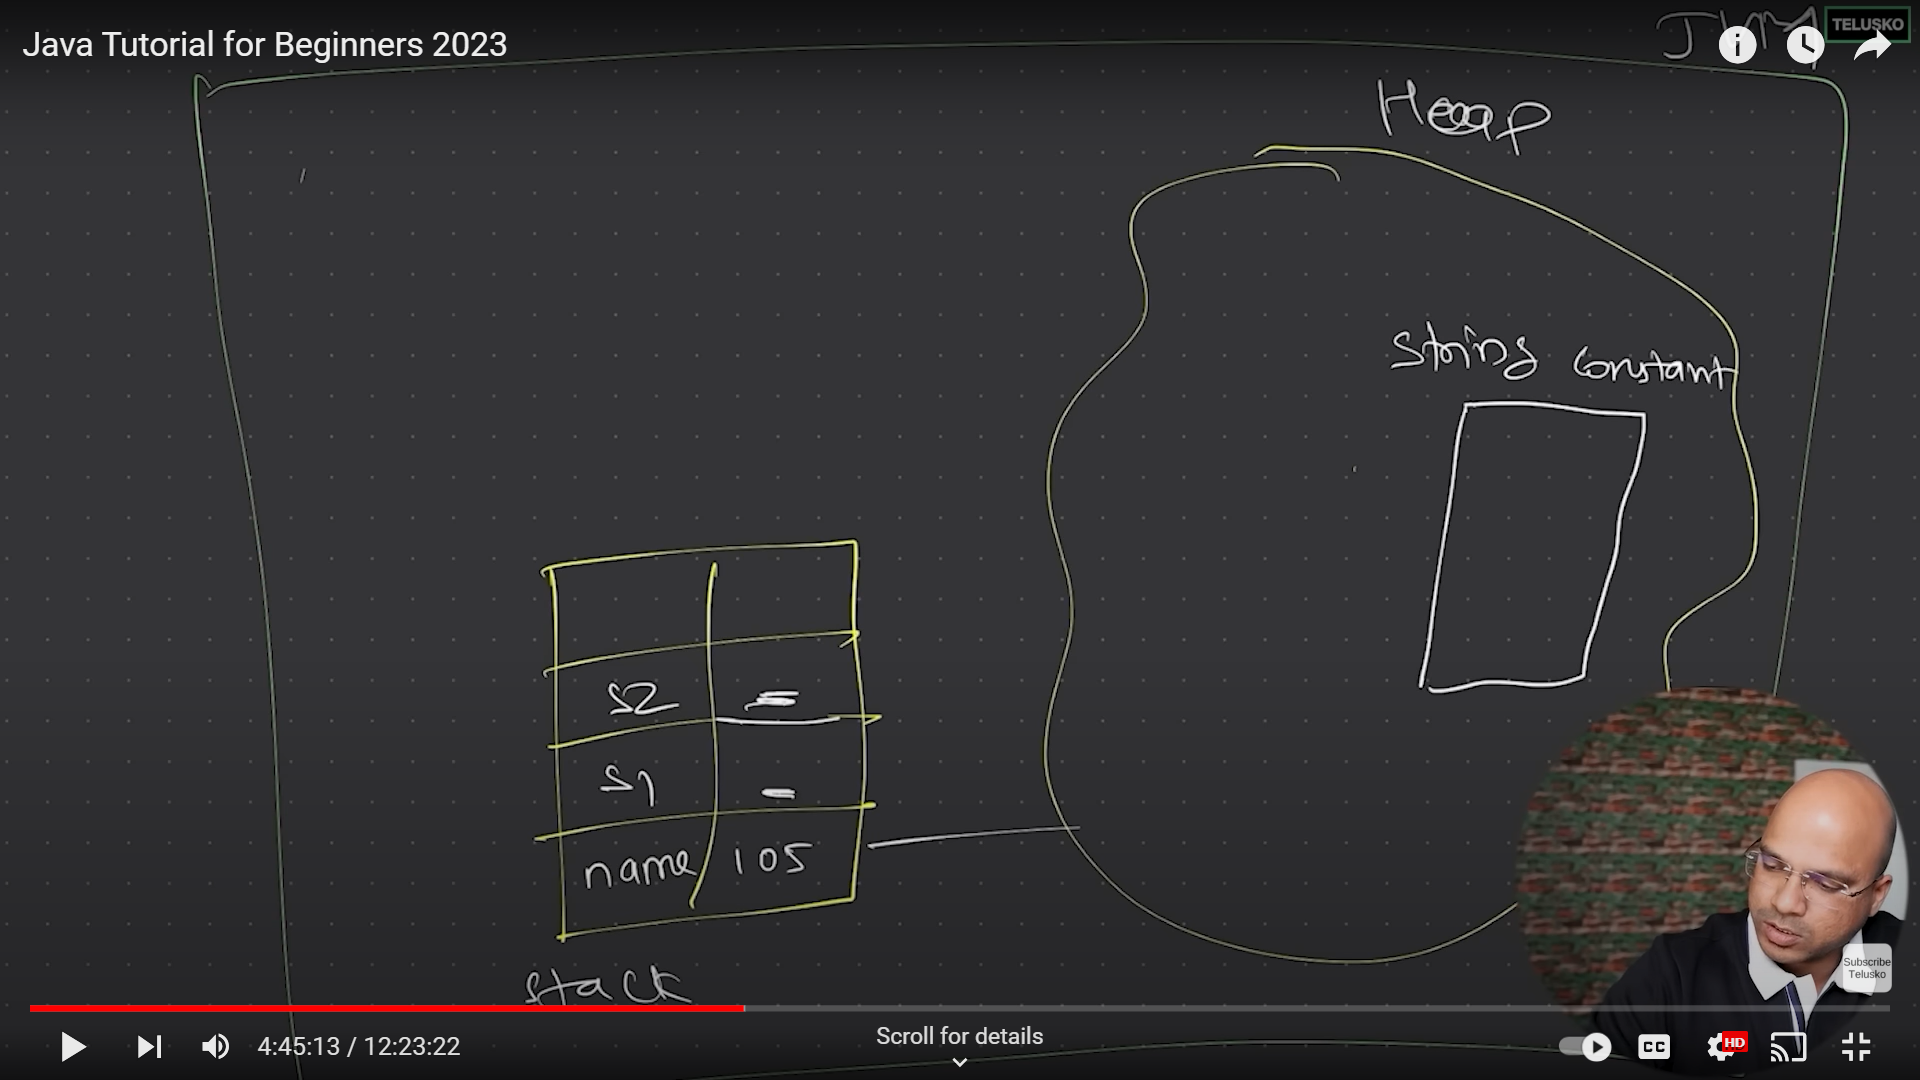 Java Tutorial for Beginners 2023
JVM
TELUSKO
Heap
String constant
S2
S1
name 105
Stack
Subscribe
Telusko
4:45:13 / 12:23:22
Scroll for details
CC
HD